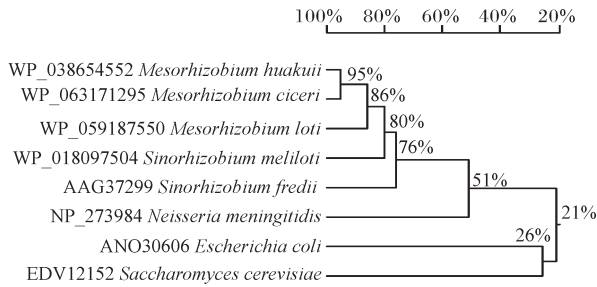 100% 80% 60% 40% 20%
WP_038654552 Mesorhizobium huakuii
95%
WP_063171295 Mesorhizobium ciceri
86%
WP_059187550 Mesorhizobium loti
80%
WP_018097504 Sinorhizobium meliloti
76%
AAG37299 Sinorhizobium fredii
51%
NP_273984 Neisseria meningitidis
21%
ANO30606 Escherichia coli
26%
EDV12152 Saccharomyces cerevisiae